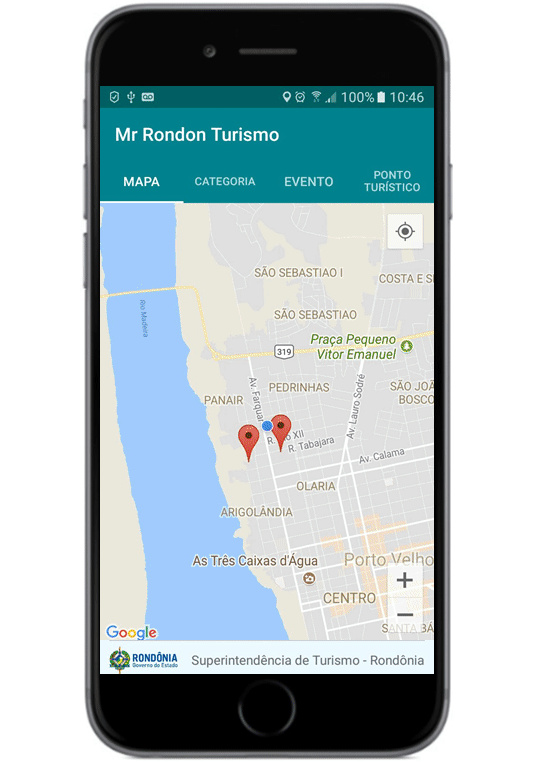 100% 10:46
Mr Rondon Turismo
MAPA
CATEGORIA
EVENTO
PONTO
TURÍSTICO
SÃO SEBASTIAO I
COSTA E S
Rio Madeira
SÃO SEBASTIAO
Praça Pequeno
Vitor Emanuel
319
PEDRINHAS
SÃO JOÃ
BOSCO
PANAIR
Av. Farqual
Av. Lauro Sodré
XII
R. Tabajara
Av. Calama
OLARIA
ARIGOLÂNDIA
As Três Caixas d'Água
Porto Velho
CENTRO
+
−
SANTA BÁ
Google
RONDÔNIA
Governo do Estado
Superintendência de Turismo - Rondônia